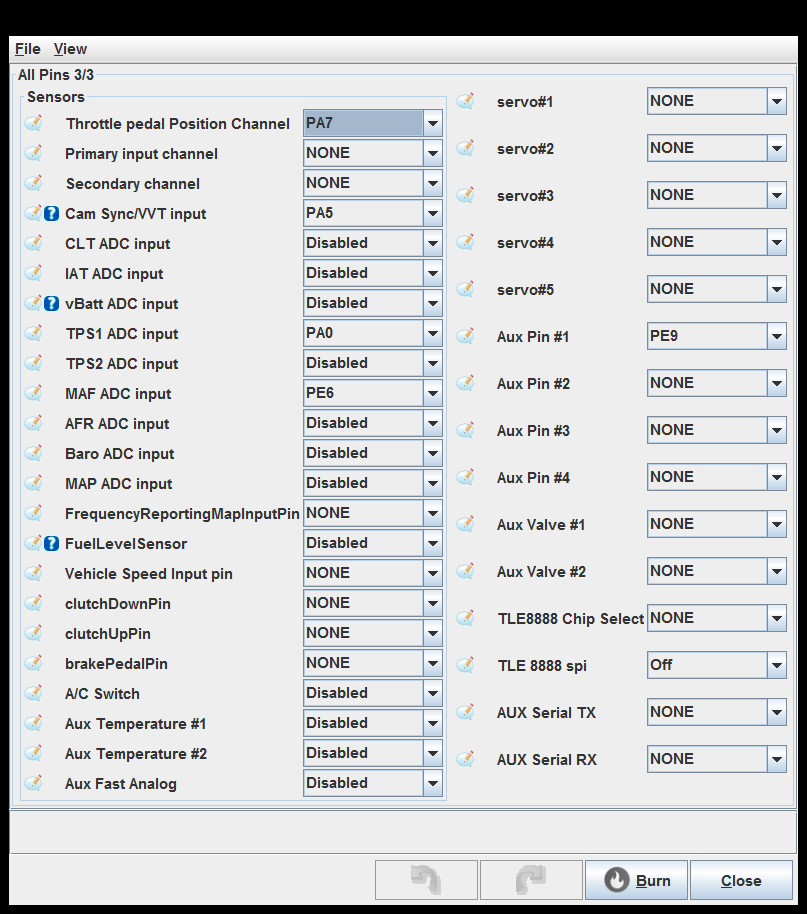 File View
All Pins 3/3
Sensors
Throttle pedal Position Channel PA7
Primary input channel NONE
Secondary channel NONE
? Cam Sync/VVT input PA5
CLT ADC input Disabled
IAT ADC input Disabled
? vBatt ADC input Disabled
TPS1 ADC input PA0
TPS2 ADC input Disabled
MAF ADC input PE6
AFR ADC input Disabled
Baro ADC input Disabled
MAP ADC input Disabled
FrequencyReportingMapInputPin NONE
? FuelLevelSensor Disabled
Vehicle Speed Input pin NONE
clutchDownPin NONE
clutchUpPin NONE
brakePedalPin NONE
A/C Switch Disabled
Aux Temperature #1 Disabled
Aux Temperature #2 Disabled
Aux Fast Analog Disabled
servo#1 NONE
servo#2 NONE
servo#3 NONE
servo#4 NONE
servo#5 NONE
Aux Pin #1 PE9
Aux Pin #2 NONE
Aux Pin #3 NONE
Aux Pin #4 NONE
Aux Valve #1 NONE
Aux Valve #2 NONE
TLE8888 Chip Select NONE
TLE 8888 spi Off
AUX Serial TX NONE
AUX Serial RX NONE
Burn Close